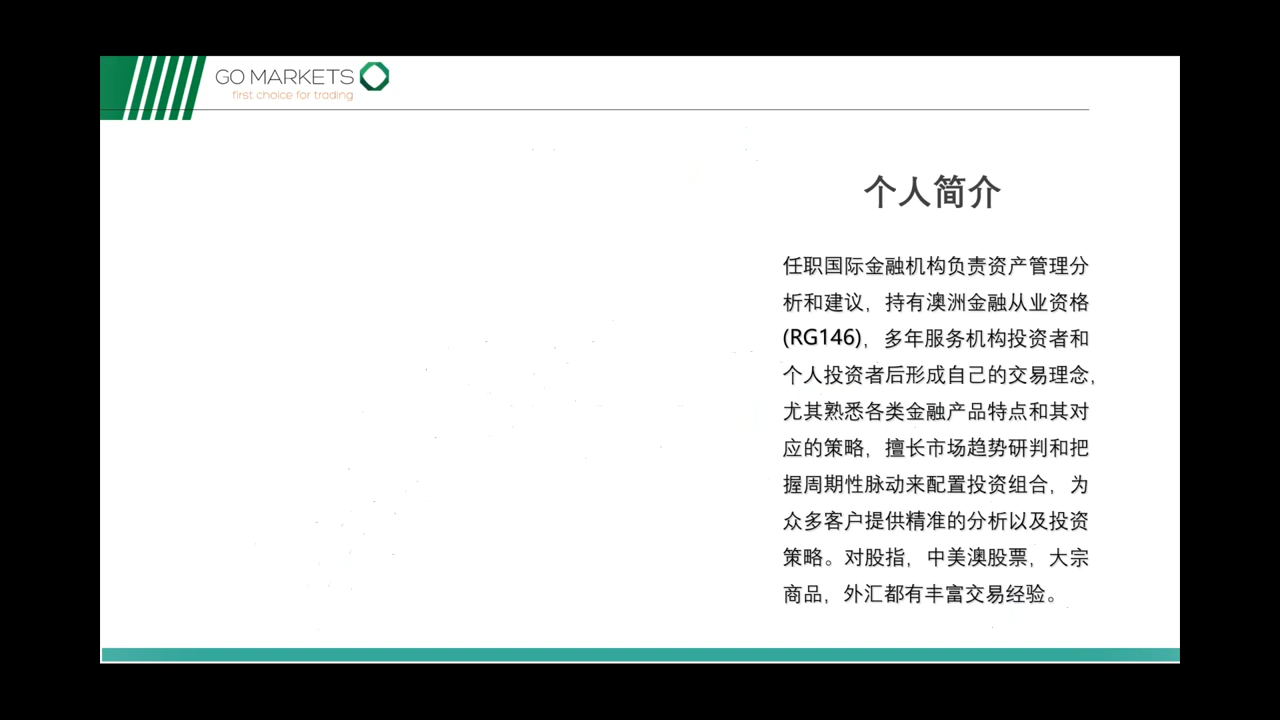 GO MARKETS
first choice for trading
个人简介
任职国际金融机构负责资产管理分
析和建议，持有澳洲金融从业资格
(RG146)，多年服务机构投资者和
个人投资者后形成自己的交易理念，
尤其熟悉各类金融产品特点和其对
应的策略，擅长市场趋势研判和把
握周期性脉动来配置投资组合，为
众多客户提供精准的分析以及投资
策略。对股指，中美澳股票，大宗
商品，外汇都有丰富交易经验。